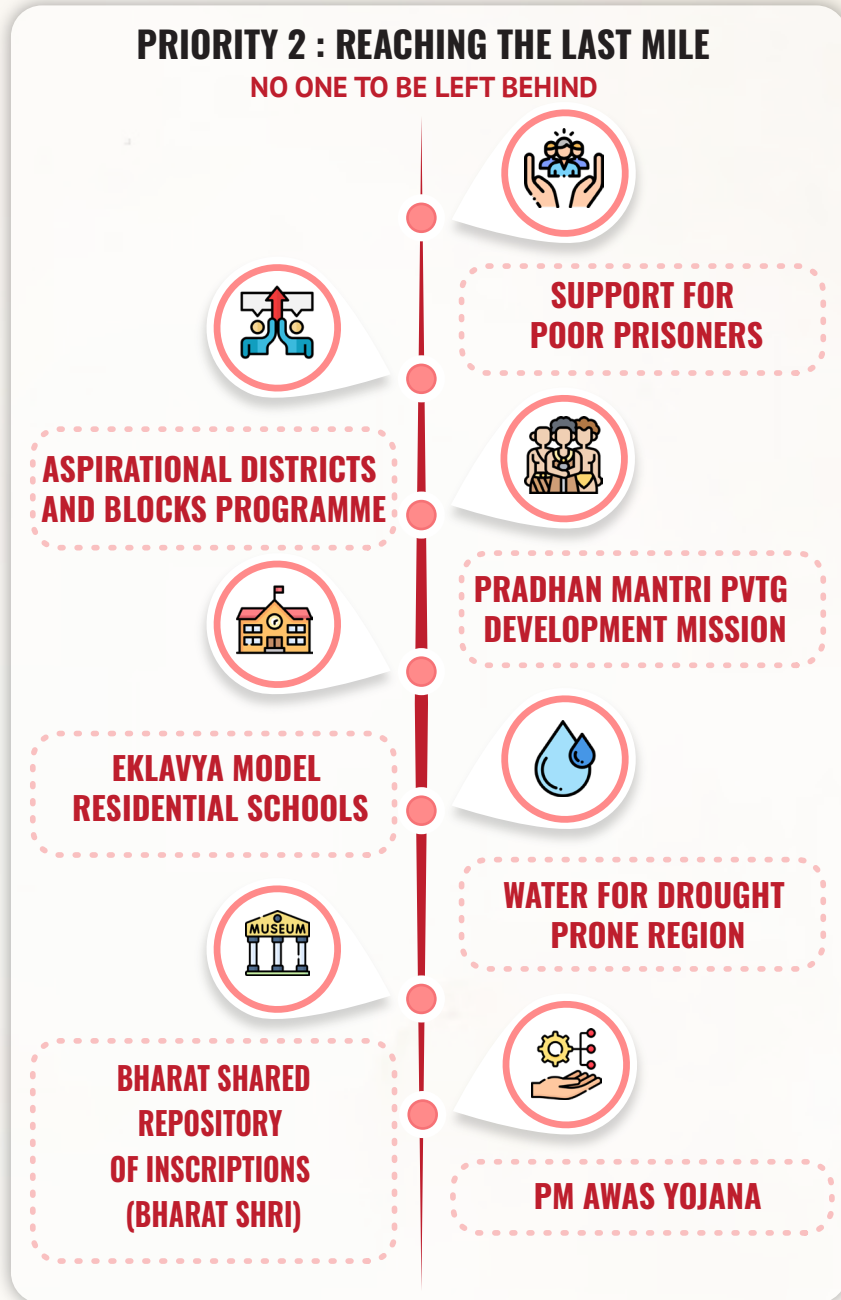 PRIORITY 2 : REACHING THE LAST MILE
NO ONE TO BE LEFT BEHIND
SUPPORT FOR
POOR PRISONERS
ASPIRATIONAL DISTRICTS
AND BLOCKS PROGRAMME
PRADHAN MANTRI PVTG
DEVELOPMENT MISSION
EKLAVYA MODEL
RESIDENTIAL SCHOOLS
WATER FOR DROUGHT
PRONE REGION
MUSEUM
BHARAT SHARED
REPOSITORY
OF INSCRIPTIONS
(BHARAT SHRI)
PM AWAS YOJANA